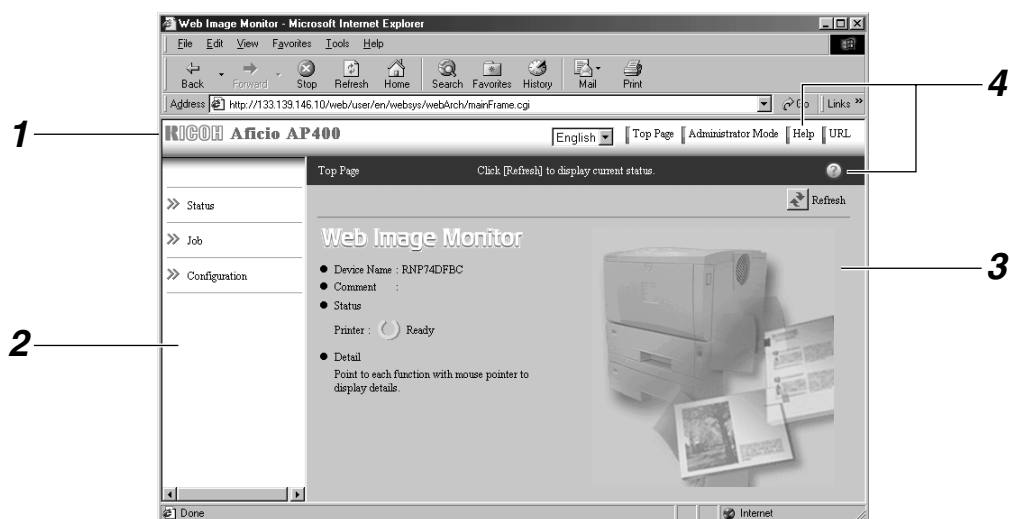 Web Image Monitor - Microsoft Internet Explorer
File Edit View Favorites Tools Help
Back Forward Stop Refresh Home Search Favorites History Mail Print
Address http://133.139.146.10/web/user/en/websys/webArch/mainFrame.cgi Go Links »
4
1
RICOH Aficio AP400 English Top Page Administrator Mode Help URL
Top Page Click [Refresh] to display current status. ?
Refresh
Status
Job
Configuration
Web Image Monitor
Device Name : RNP74DFBC
Comment :
Status
Printer : Ready
Detail
Point to each function with mouse pointer to
display details.
3
2
Done Internet